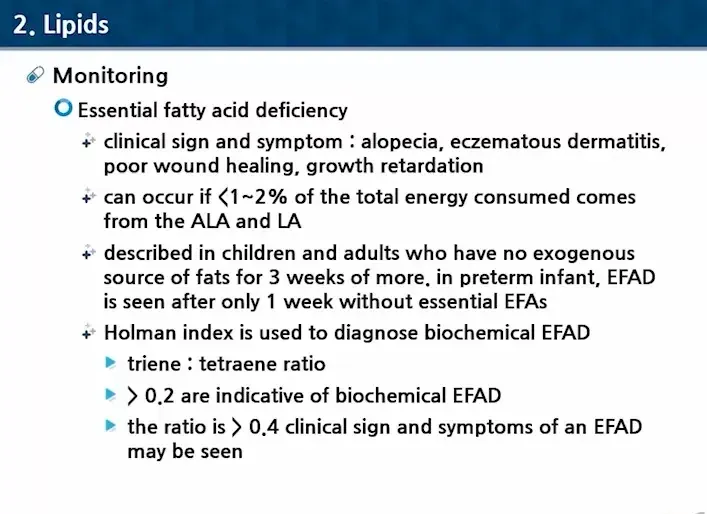 2. Lipids
Monitoring
Essential fatty acid deficiency
clinical sign and symptom : alopecia, eczematous dermatitis,
poor wound healing, growth retardation
can occur if <1~2% of the total energy consumed comes
from the ALA and LA
described in children and adults who have no exogenous
source of fats for 3 weeks of more. in preterm infant, EFAD
is seen after only 1 week without essential EFAs
Holman index is used to diagnose biochemical EFAD
triene : tetraene ratio
> 0.2 are indicative of biochemical EFAD
the ratio is > 0.4 clinical sign and symptoms of an EFAD
may be seen